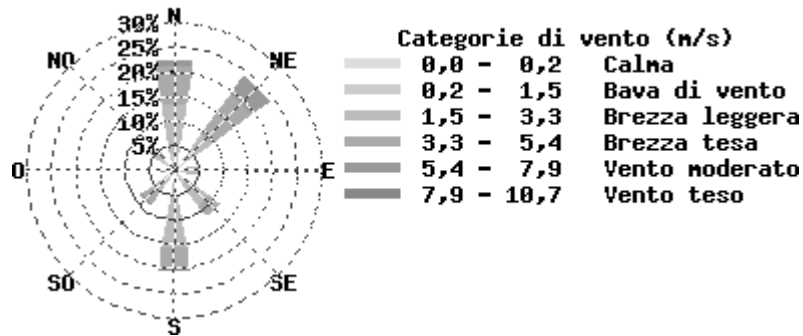 N
30%
25%
20%
15%
10%
5%
NO
NE
O
E
SO
SE
S
Categorie di vento (m/s)
0,0 - 0,2 Calma
0,2 - 1,5 Bava di vento
1,5 - 3,3 Brezza leggera
3,3 - 5,4 Brezza tesa
5,4 - 7,9 Vento moderato
7,9 - 10,7 Vento teso